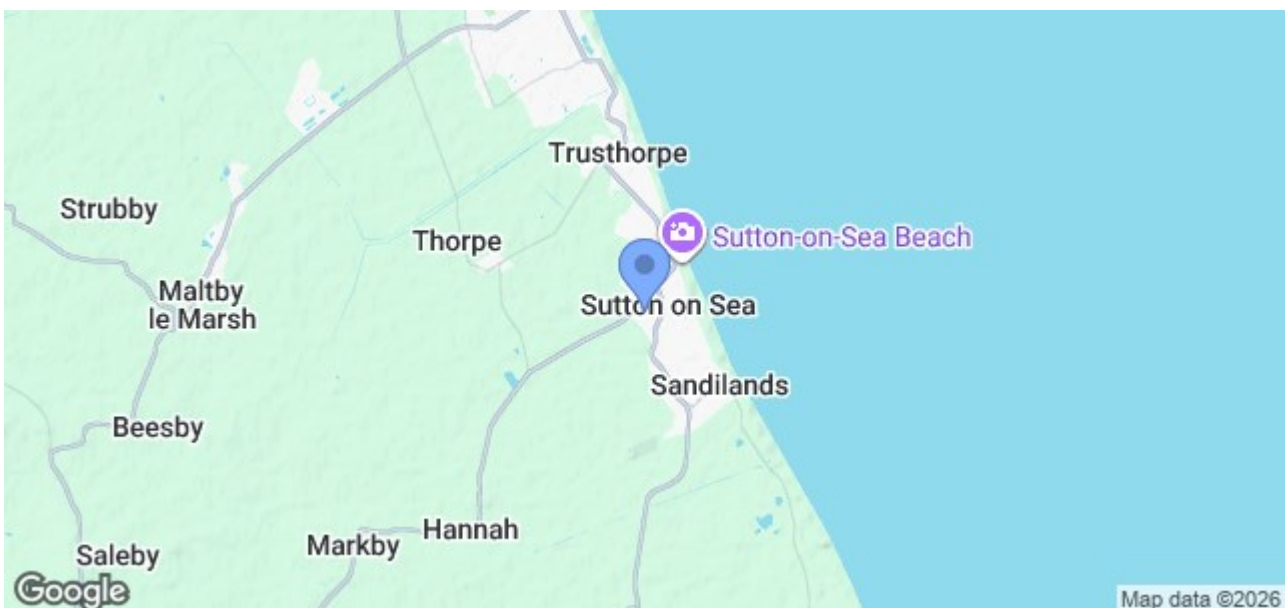 Trusthorpe
Strubby
Thorpe
Sutton-on-Sea Beach
Maltby
le Marsh
Sutton on Sea
Sandilands
Beesby
Hannah
Markby
Saleby
Google
Map data ©2026